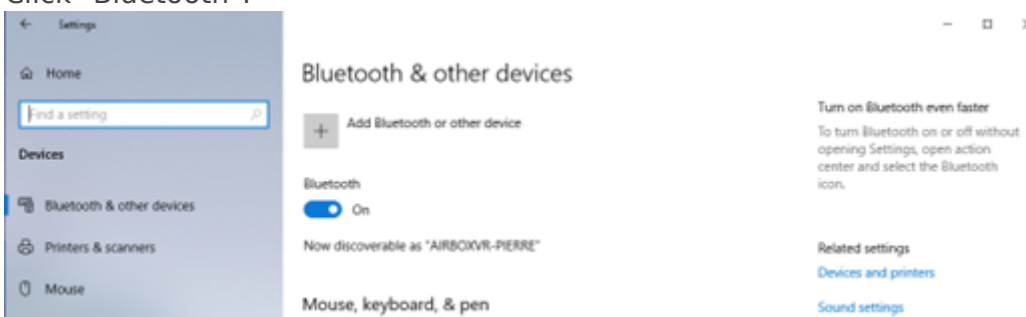 Click "Bluetooth".
Settings
Home
Find a setting
Devices
Bluetooth & other devices
Printers & scanners
Mouse
Bluetooth & other devices
Add Bluetooth or other device
Bluetooth
On
Now discoverable as "AIRBOXVR-PIERRE"
Mouse, keyboard, & pen
Turn on Bluetooth even faster
To turn Bluetooth on or off without
opening Settings, open action
center and select the Bluetooth
icon.
Related settings
Devices and printers
Sound settings